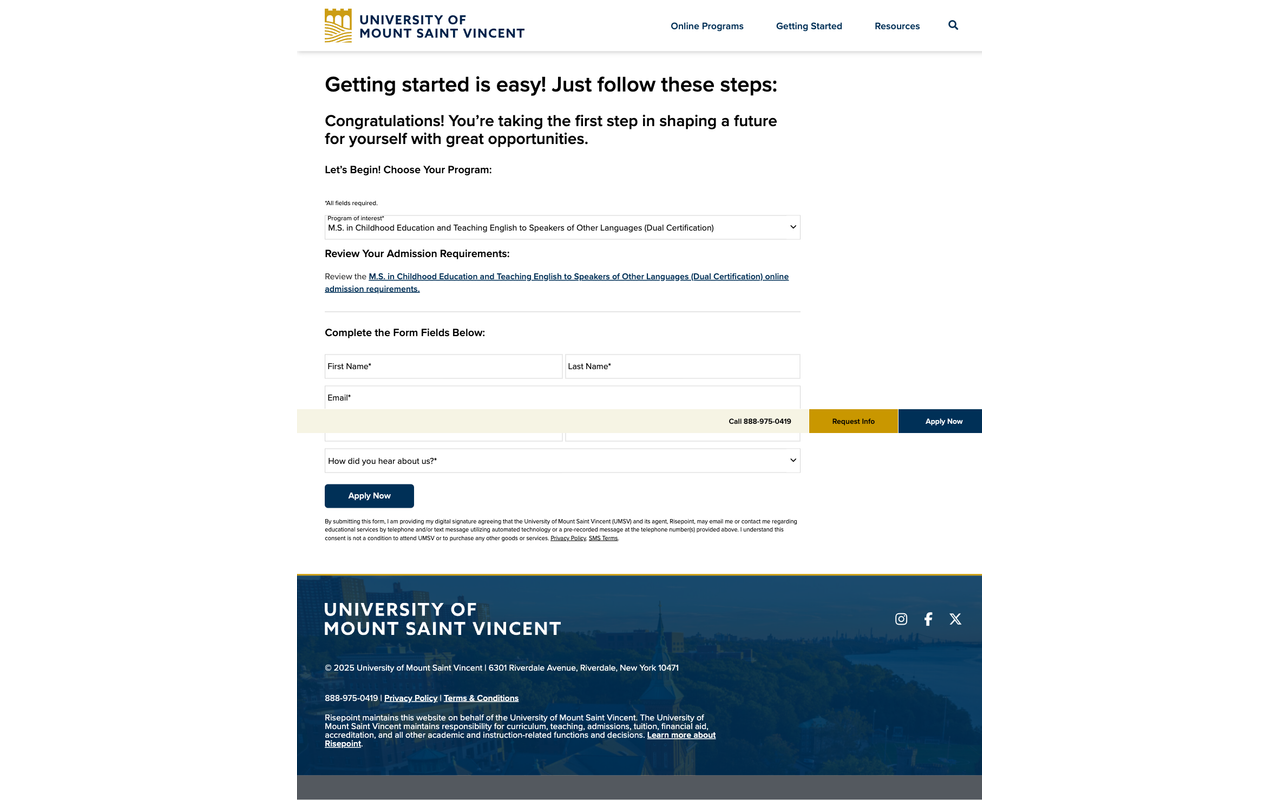 UNIVERSITY OF
MOUNT SAINT VINCENT
Online Programs
Getting Started
Resources
Getting started is easy! Just follow these steps:
Congratulations! You’re taking the first step in shaping a future
for yourself with great opportunities.
Let's Begin! Choose Your Program:
*All fields required.
Program of interest*
M.S. in Childhood Education and Teaching English to Speakers of Other Languages (Dual Certification)
Review Your Admission Requirements:
Review the M.S. in Childhood Education and Teaching English to Speakers of Other Languages (Dual Certification) online
admission requirements.
Complete the Form Fields Below:
First Name*
Last Name*
Email*
Call 888-975-0419
Request Info
Apply Now
How did you hear about us?*
Apply Now
By submitting this form, I am providing my digital signature agreeing that the University of Mount Saint Vincent (UMSV) and its agent, Risepoint, may email me or contact me regarding
educational services by telephone and/or text message utilizing automated technology or a pre-recorded message at the telephone number(s) provided above. I understand this
consent is not a condition to attend UMSV or to purchase any other goods or services. Privacy Policy. SMS Terms.
UNIVERSITY OF
MOUNT SAINT VINCENT
© 2025 University of Mount Saint Vincent | 6301 Riverdale Avenue, Riverdale, New York 10471
888-975-0419 | Privacy Policy | Terms & Conditions
Risepoint maintains this website on behalf of the University of Mount Saint Vincent. The University of
Mount Saint Vincent maintains responsibility for curriculum, teaching, admissions, tuition, financial aid,
accreditation, and all other academic and instruction-related functions and decisions. Learn more about
Risepoint.